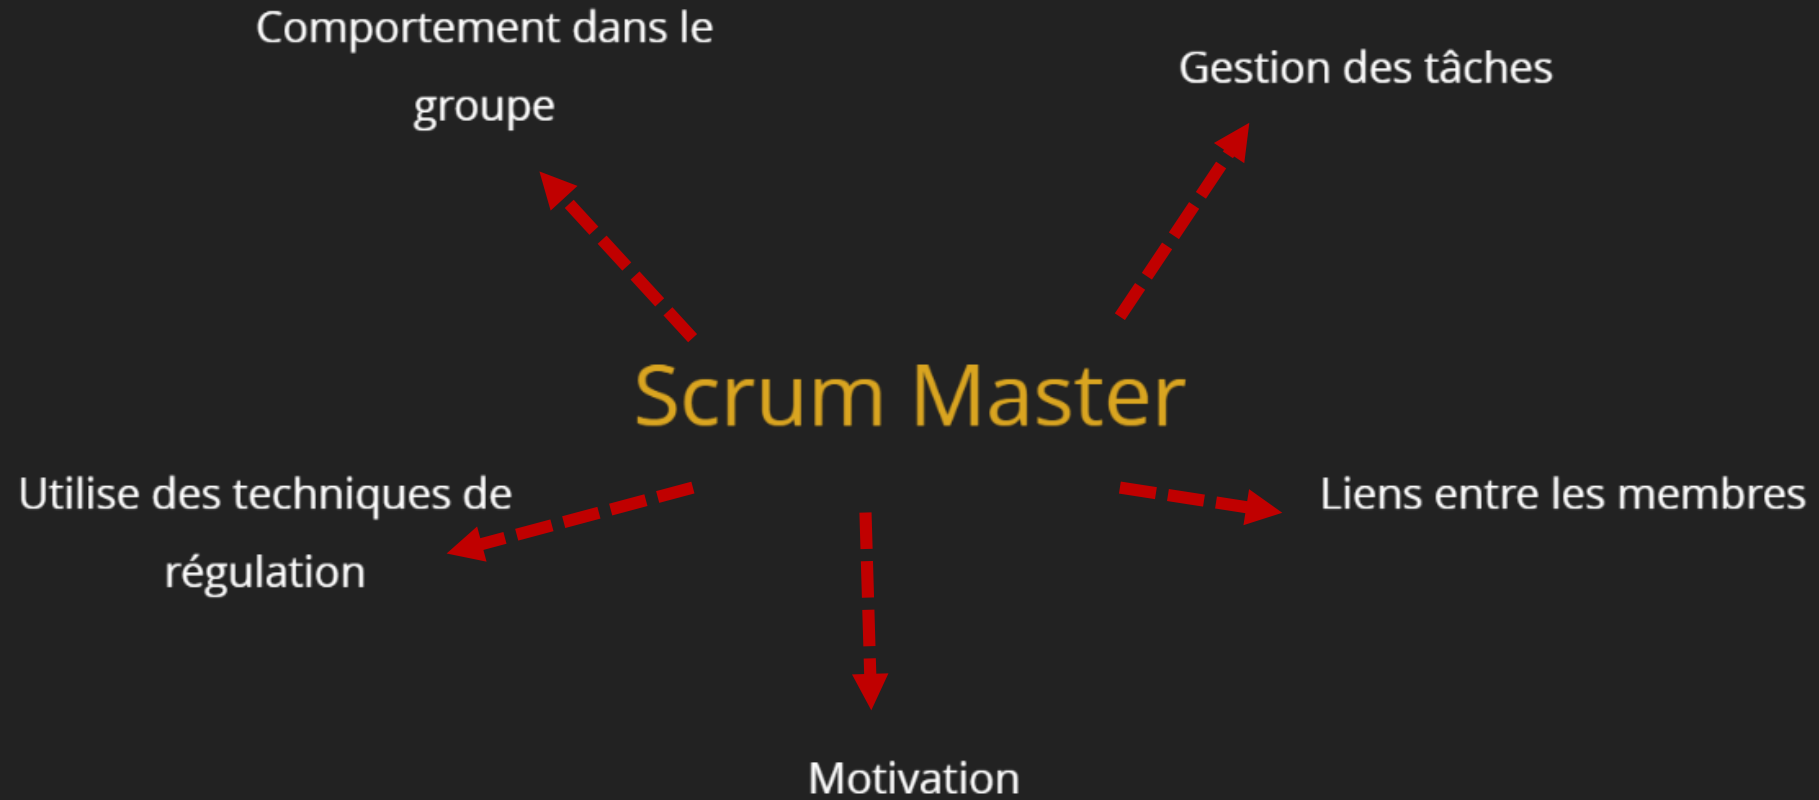 Comportement dans le
groupe
Gestion des tâches
Scrum Master
Utilise des techniques de
régulation
Liens entre les membres
Motivation